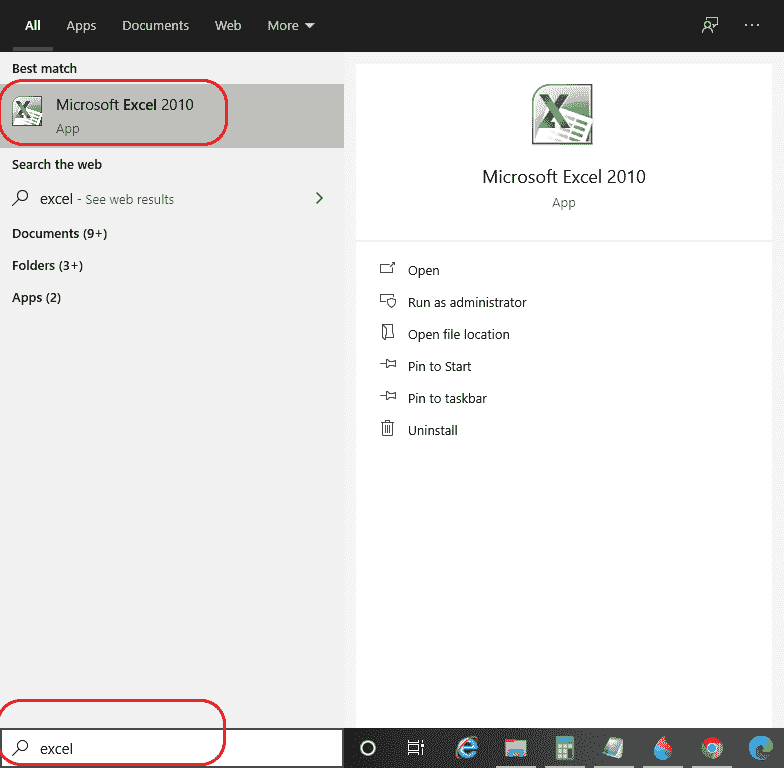 All Apps Documents Web More
Best match
Microsoft Excel 2010
App
Search the web
excel - See web results
Documents (9+)
Folders (3+)
Apps (2)
Microsoft Excel 2010
App
Open
Run as administrator
Open file location
Pin to Start
Pin to taskbar
Uninstall
excel